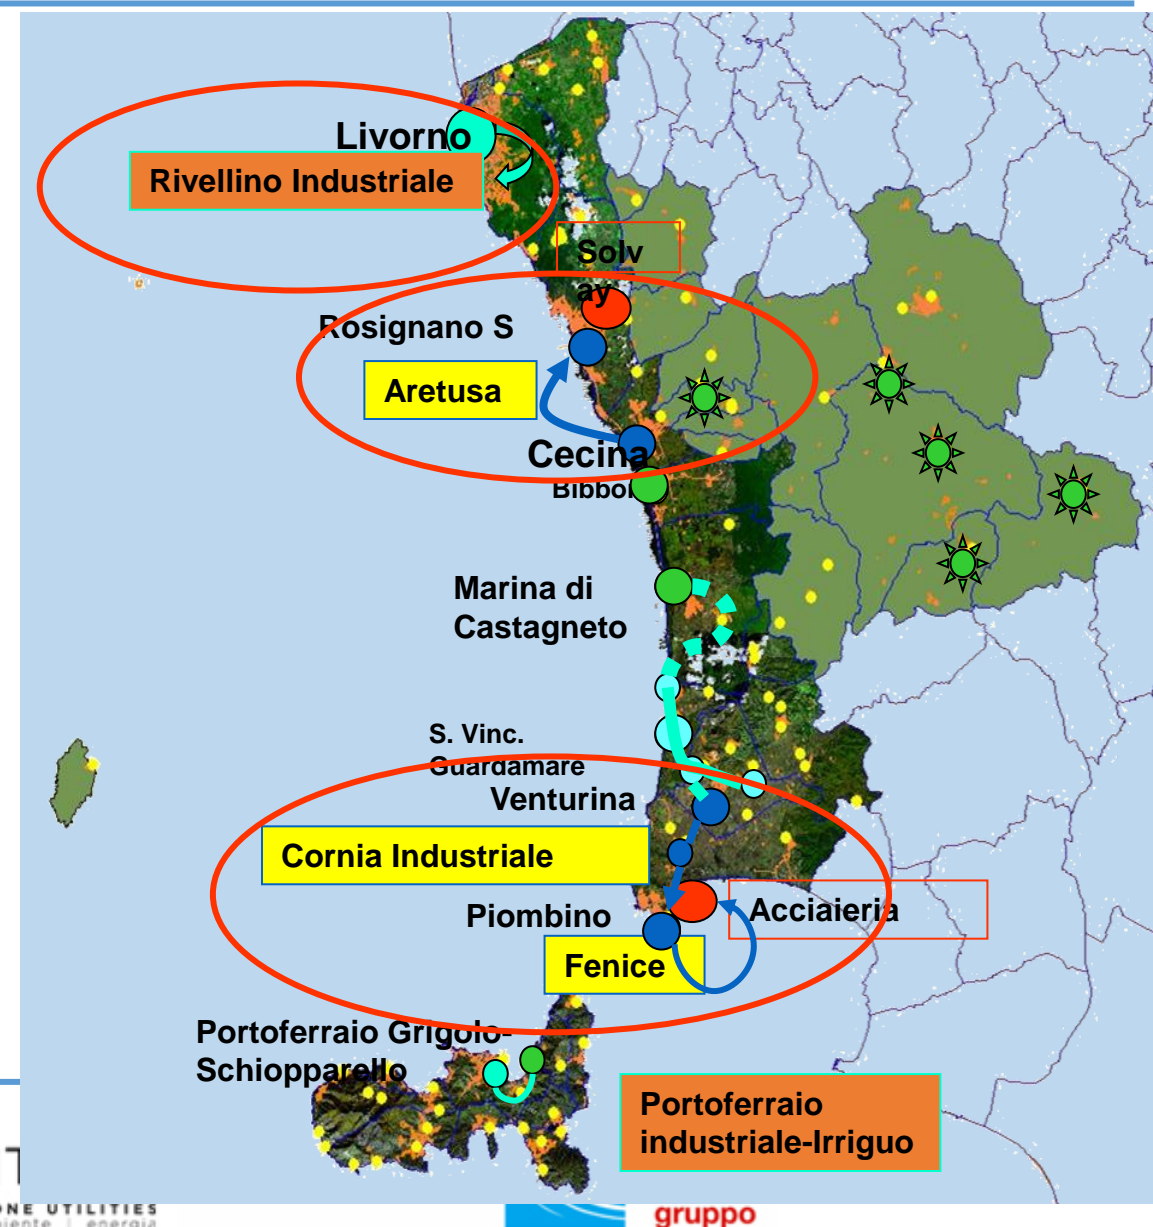 Livorno
Rivellino Industriale
Solv
ay
Rosignano S
Aretusa
Cecina
Marina di
Castagneto
S. Vinc.
Guardamare
Venturina
Cornia Industriale
Piombino
Acciaieria
Fenice
Portoferraio Grigolo-
Schiopparello
Portoferraio
industriale-Irriguo
UTILITIES
energia
gruppo